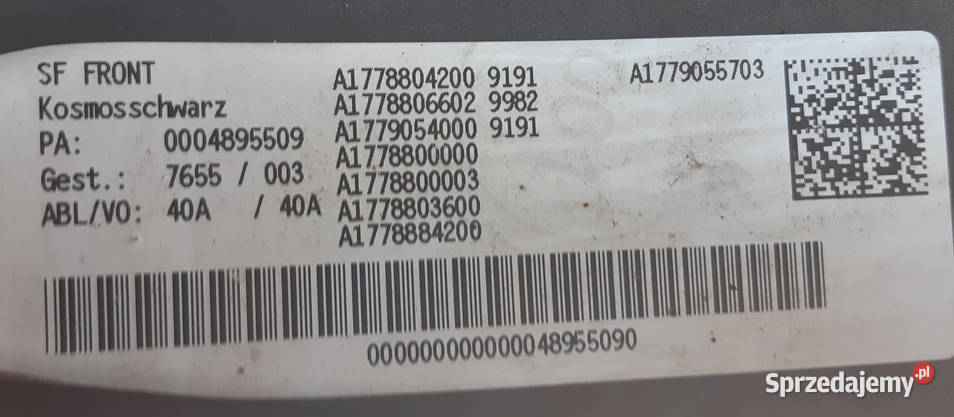 SF FRONT
Kosmosschwarz
PA: 0004895509
Gest.: 7655 / 003
ABL/VO: 40A / 40A
A1778804200 9191
A1778806602 9982
A1779054000 9191
A1778800000
A1778800003
A1778803600
A1778884200
A1779055703
000000000000048955090
Sprzedajemy.pl